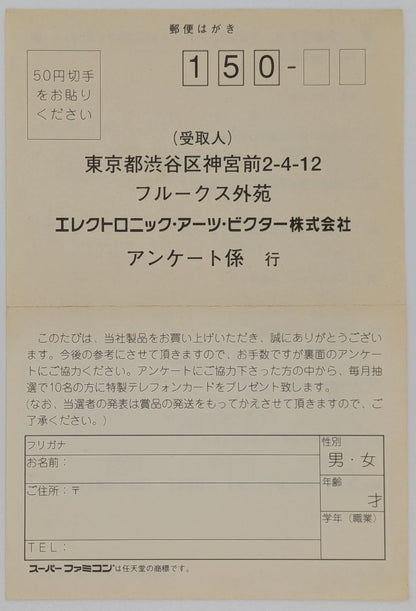 郵便はがき
50円切手
をお貼り
ください
150-
(受取人)
東京都渋谷区神宮前2-4-12
フルークス外苑
エレクトロニック・アーツ・ビクター株式会社
アンケート係 行
このたびは、当社製品をお買い上げいただき、誠にありがとうござい
ます。今後の参考にさせて頂きますので、お手数ですが裏面のアンケー
トにご協力ください。アンケートにご協力下さった方の中から、毎月抽
選で10名の方に特製テレフォンカードをプレゼント致します。
(なお、当選者の発表は賞品の発送をもってかえさせて頂きますので、ご
了承ください。)
フリガナ
お名前:
性別
男・女
ご住所:〒
年齢
才
学年(職業)
TEL:
スーパーファミコンは任天堂の商標です。